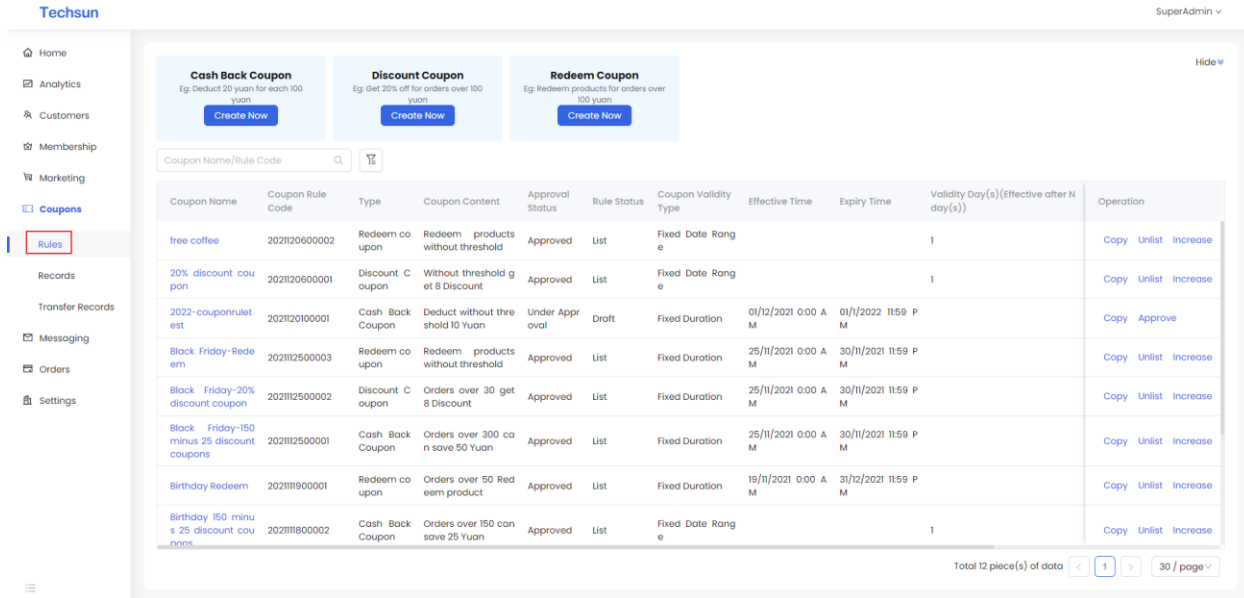 Techsun
SuperAdmin
Home
Analytics
Customers
Membership
Marketing
Coupons
Rules
Records
Transfer Records
Messaging
Orders
Settings
Hide
Cash Back Coupon
Eg: Deduct 20 yuan for each 100
yuan
Create Now
Discount Coupon
Eg: Get 20% off for orders over 100
yuan
Create Now
Redeem Coupon
Eg: Redeem products for orders over
100 yuan
Create Now
Coupon Name/Rule Code
Coupon Name
Coupon Rule
Code
Type
Coupon Content
Approval
Status
Rule Status
Coupon Validity
Type
Effective Time
Expiry Time
Validity Day(s)(Effective after N
day(s))
Operation
free coffee
2021120600002
Redeem co
upon
Redeem products
without threshold
Approved
List
Fixed Date Rang
e
1
Copy Unlist Increase
20% discount cou
pon
2021120600001
Discount C
oupon
Without threshold g
et 8 Discount
Approved
List
Fixed Date Rang
e
1
Copy Unlist Increase
2022-couponrulet
est
2021120100001
Cash Back
Coupon
Deduct without thre
shold 10 Yuan
Under Appr
oval
Draft
Fixed Duration
01/12/2021 0:00 A
M
01/1/2022 11:59 P
M
Copy Approve
Black Friday-Rede
em
2021112500003
Redeem co
upon
Redeem products
without threshold
Approved
List
Fixed Duration
25/11/2021 0:00 A
M
30/11/2021 11:59 P
M
Copy Unlist Increase
Black Friday-20%
discount coupon
2021112500002
Discount C
oupon
Orders over 30 get
8 Discount
Approved
List
Fixed Duration
25/11/2021 0:00 A
M
30/11/2021 11:59 P
M
Copy Unlist Increase
Black Friday-150
minus 25 discount
coupons
2021112500001
Cash Back
Coupon
Orders over 300 ca
n save 50 Yuan
Approved
List
Fixed Duration
25/11/2021 0:00 A
M
30/11/2021 11:59 P
M
Copy Unlist Increase
Birthday Redeem
2021111900001
Redeem co
upon
Orders over 50 Red
eem product
Approved
List
Fixed Duration
19/11/2021 0:00 A
M
31/12/2021 11:59 P
M
Copy Unlist Increase
Birthday 150 minu
s 25 discount cou
pons
2021111800002
Cash Back
Coupon
Orders over 150 can
save 25 Yuan
Approved
List
Fixed Date Rang
e
1
Copy Unlist Increase
Total 12 piece(s) of data
1
30 / page